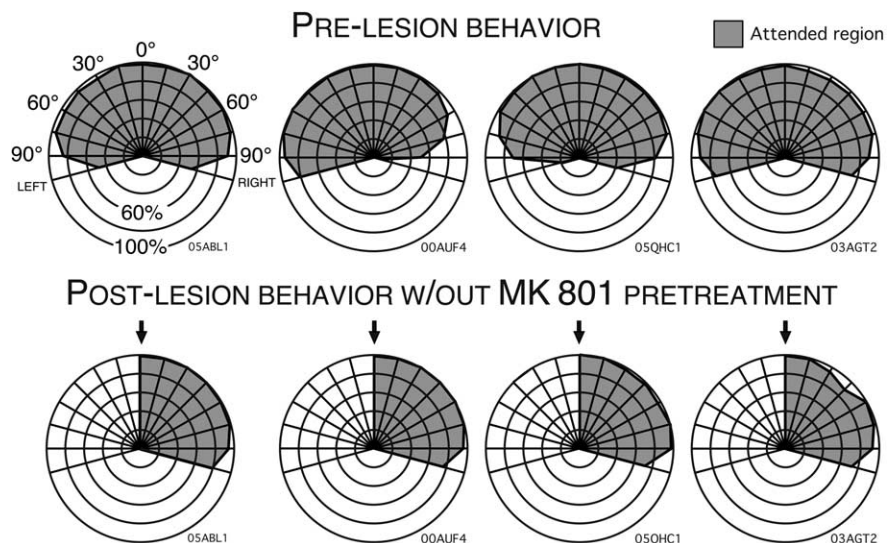 PRE-LESION BEHAVIOR
Attended region
0°
30° 30°
60° 60°
90° 90°
LEFT RIGHT
60%
100%
05ABL1 00AUF4 05QHC1 03AGT2
POST-LESION BEHAVIOR W/OUT MK 801 PRETREATMENT
05ABL1 00AUF4 05QHC1 03AGT2